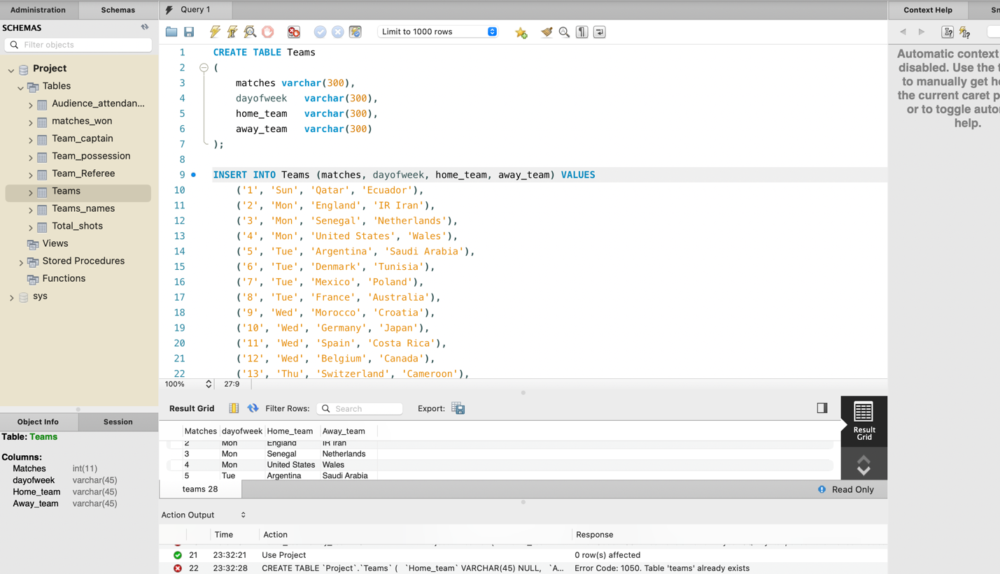 Administration
Schemas
Query 1
Context Help
Sn
SCHEMAS
Filter objects
Limit to 1000 rows
Project
Tables
Audience_attendan...
matches_won
Team_captain
Team_possession
Team_Referee
Teams
Teams_names
Total_shots
Views
Stored Procedures
Functions
sys
1 CREATE TABLE Teams
2 (
3 matches varchar(300),
4 dayofweek varchar(300),
5 home_team varchar(300),
6 away_team varchar(300)
7 );
8
9 INSERT INTO Teams (matches, dayofweek, home_team, away_team) VALUES
10 ('1', 'Sun', 'Qatar', 'Ecuador'),
11 ('2', 'Mon', 'England', 'IR Iran'),
12 ('3', 'Mon', 'Senegal', 'Netherlands'),
13 ('4', 'Mon', 'United States', 'Wales'),
14 ('5', 'Tue', 'Argentina', 'Saudi Arabia'),
15 ('6', 'Tue', 'Denmark', 'Tunisia'),
16 ('7', 'Tue', 'Mexico', 'Poland'),
17 ('8', 'Tue', 'France', 'Australia'),
18 ('9', 'Wed', 'Morocco', 'Croatia'),
19 ('10', 'Wed', 'Germany', 'Japan'),
20 ('11', 'Wed', 'Spain', 'Costa Rica'),
21 ('12', 'Wed', 'Belgium', 'Canada'),
22 ('13', 'Thu', 'Switzerland', 'Cameroon'),
100% 27:9
Automatic context
disabled. Use the t
to manually get he
the current caret p
or to toggle auto
help.
Result Grid Filter Rows: Search Export:
Matches dayofweek Home_team Away_team
2 Mon England IR Iran
3 Mon Senegal Netherlands
4 Mon United States Wales
5 Tue Argentina Saudi Arabia
Result
Grid
teams 28
Read Only
Object Info
Session
Table: Teams
Columns:
Matches int(11)
dayofweek varchar(45)
Home_team varchar(45)
Away_team varchar(45)
Action Output
Time Action Response
21 23:32:21 Use Project 0 row(s) affected
22 23:32:28 CREATE TABLE `Project`.`Teams` ( `Home_team` VARCHAR(45) NULL, `A... Error Code: 1050. Table 'teams' already exists